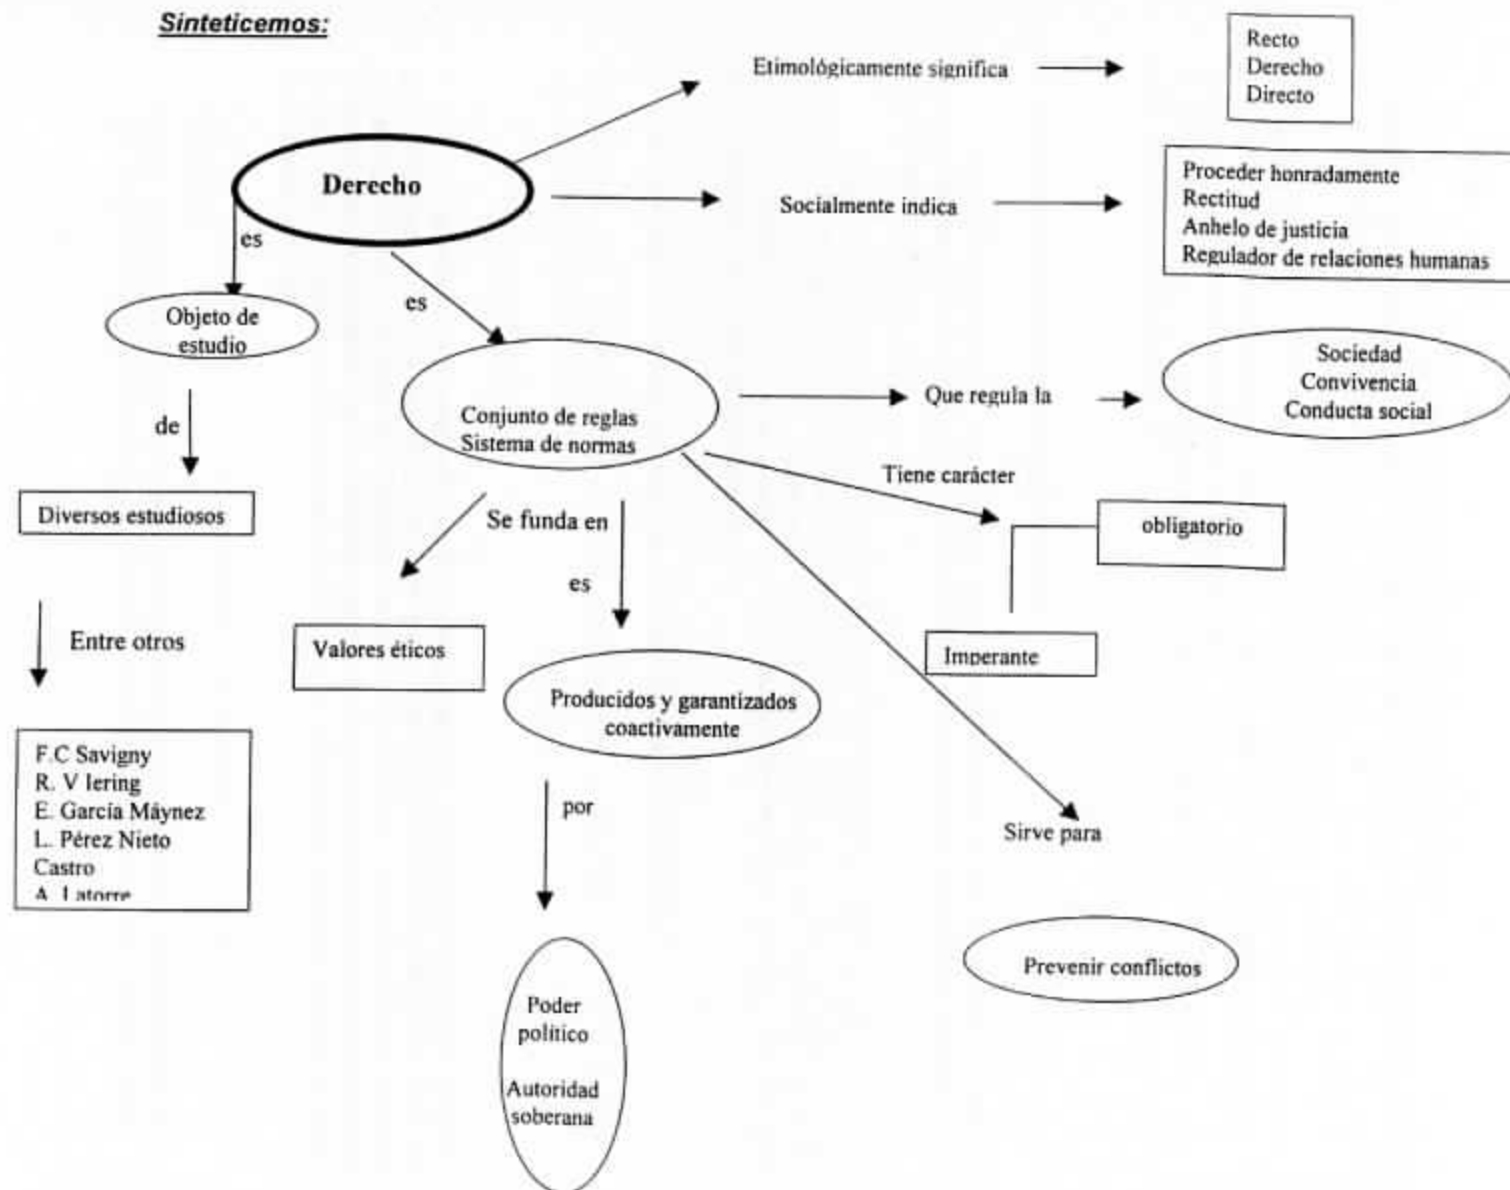 Sinteticemos:
Etimológicamente significa
Recto
Derecho
Directo
Derecho
Socialmente indica
Proceder honradamente
Rectitud
Anhelo de justicia
Regulador de relaciones humanas
es
es
Objeto de
estudio
Conjunto de reglas
Sistema de normas
Que regula la
Sociedad
Convivencia
Conducta social
de
Tiene carácter
Diversos estudiosos
Se funda en
obligatorio
es
Entre otros
Valores éticos
Imperante
Producidos y garantizados
coactivamente
F.C Savigny
R. V Iering
E. García Máynez
L. Pérez Nieto
Castro
A. Latorre
por
Sirve para
Prevenir conflictos
Poder
político
Autoridad
soberana